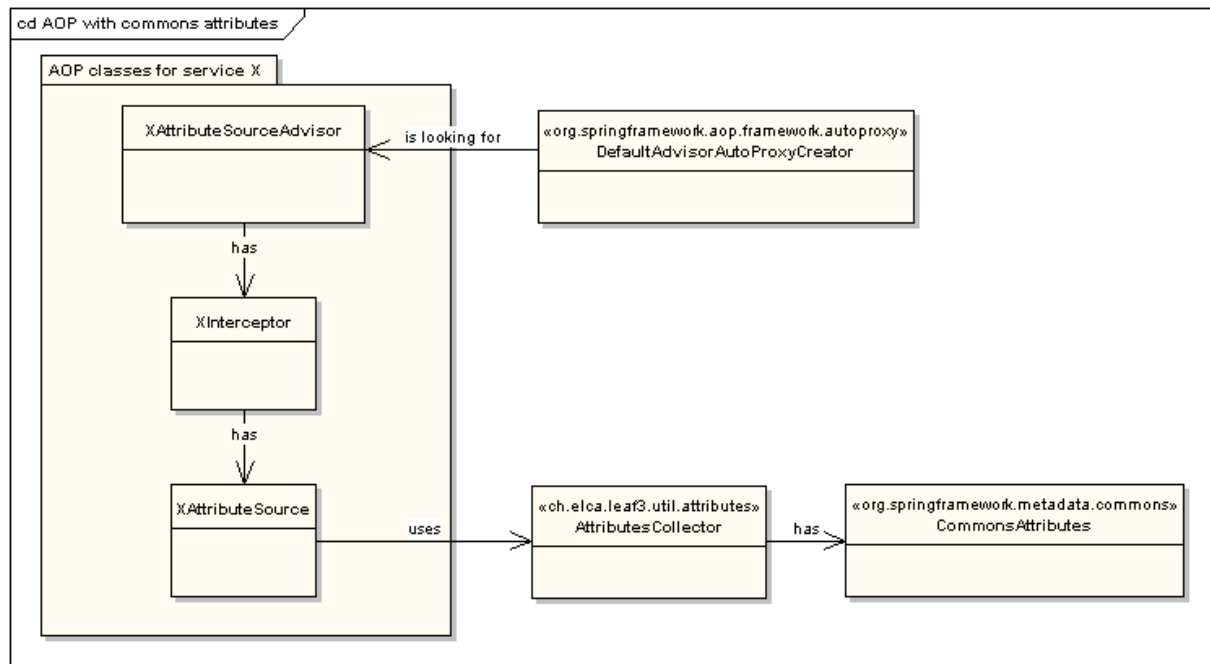 cd AOP with commons attributes
AOP classes for service X
XAttributeSourceAdvisor
is looking for
«org.springframework.aop.framework.autoproxy»
DefaultAdvisorAutoProxyCreator
has
XInterceptor
has
XAttributeSource
uses
«ch.elca.leaf3.util.attributes»
AttributesCollector
has
«org.springframework.metadata.commons»
CommonsAttributes